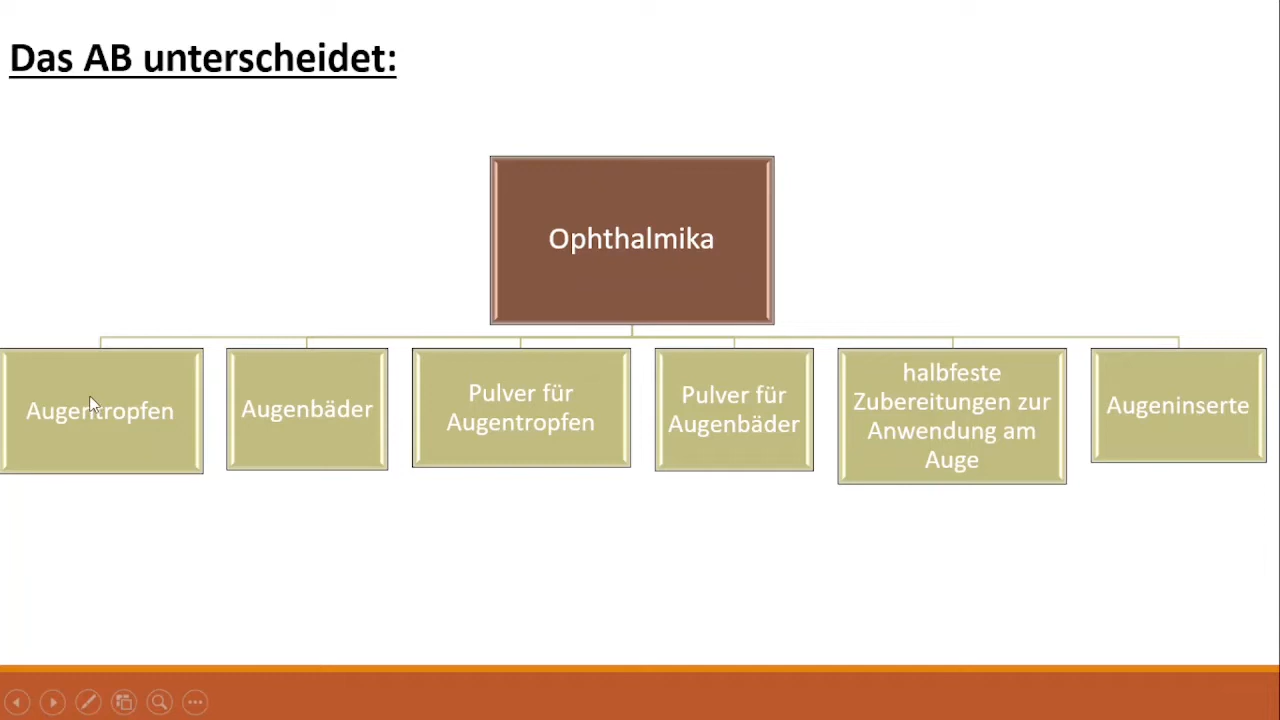 Das AB unterscheidet:
Ophthalmika
Augentropfen
Augenbäder
Pulver für
Augentropfen
Pulver für
Augenbäder
halbfeste
Zubereitungen zur
Anwendung am
Auge
Augeninserte